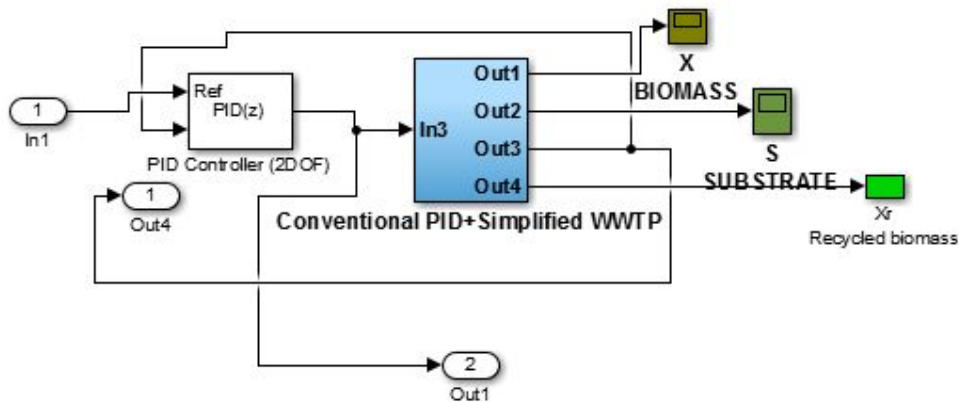 X
BIOMASS
Out1
Ref
PID(z)
Out2
1
In1
In3
Out3
S
SUBSTRATE
PID Controller (2DOF)
Out4
1
Out4
Conventional PID+Simplified WWTP
Xr
Recycled biomass
2
Out1